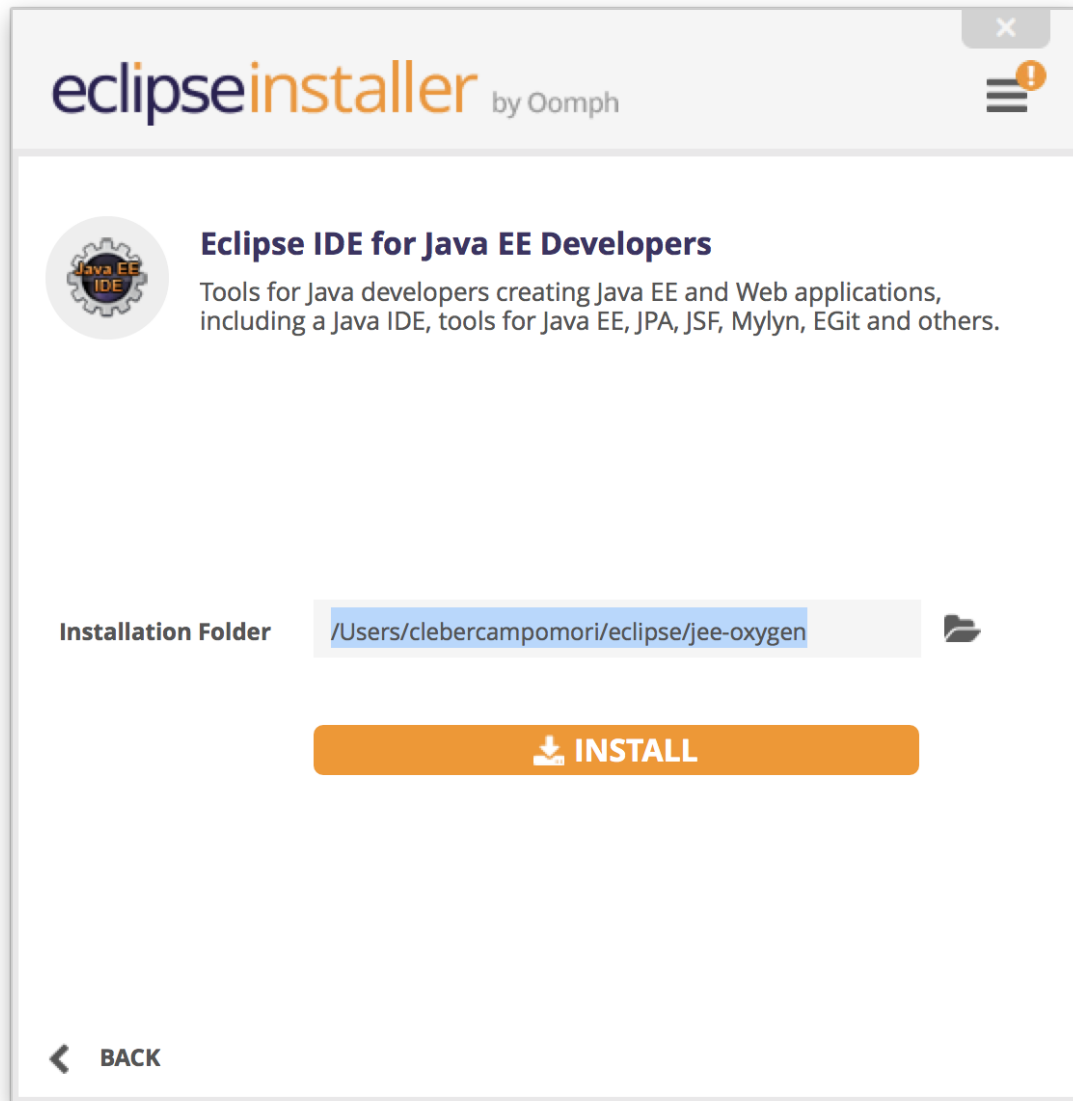 eclipseinstaller by Oomph
!
Eclipse IDE for Java EE Developers
Java EE
IDE
Tools for Java developers creating Java EE and Web applications,
including a Java IDE, tools for Java EE, JPA, JSF, Mylyn, EGit and others.
Installation Folder /Users/clebercampomori/eclipse/jee-oxygen
INSTALL
BACK